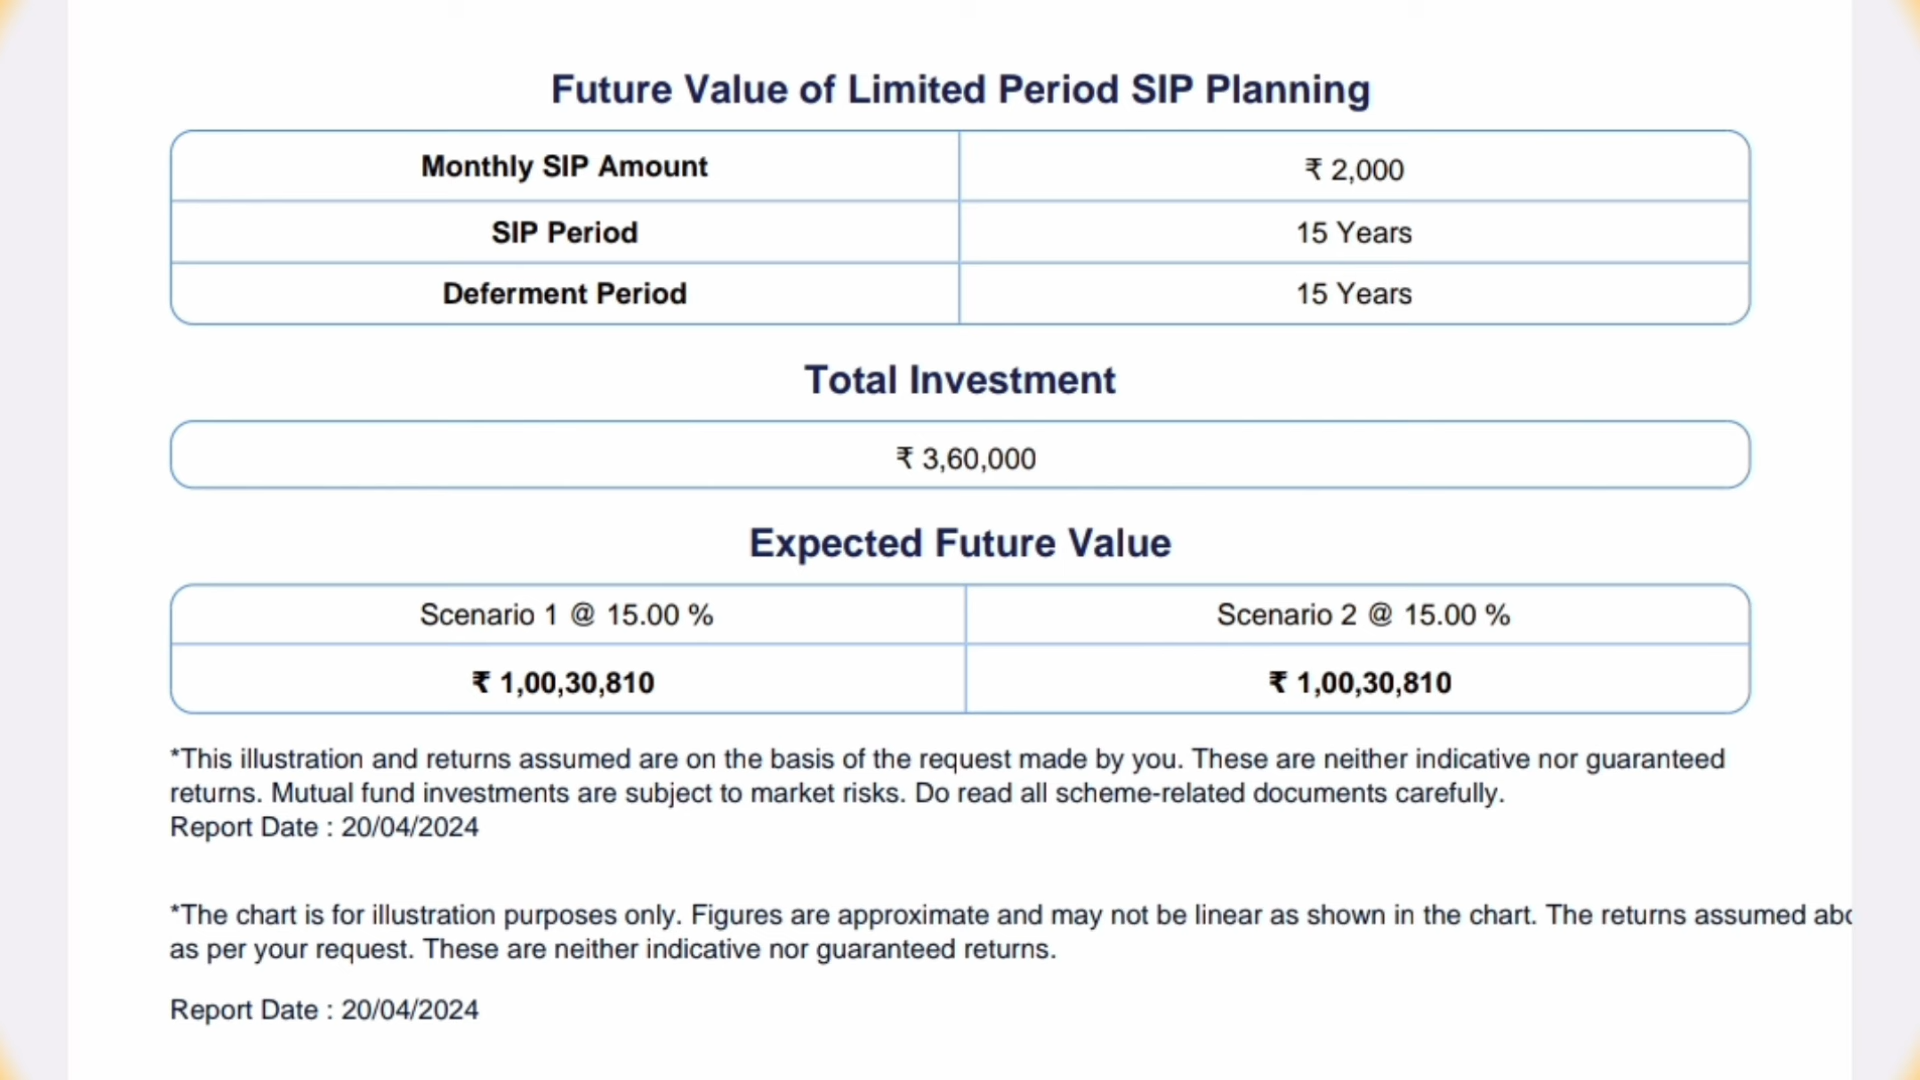 Future Value of Limited Period SIP Planning
Monthly SIP Amount ₹ 2,000
SIP Period 15 Years
Deferment Period 15 Years
Total Investment
₹ 3,60,000
Expected Future Value
Scenario 1 @ 15.00 % Scenario 2 @ 15.00 %
₹ 1,00,30,810 ₹ 1,00,30,810
*This illustration and returns assumed are on the basis of the request made by you. These are neither indicative nor guaranteed
returns. Mutual fund investments are subject to market risks. Do read all scheme-related documents carefully.
Report Date : 20/04/2024
*The chart is for illustration purposes only. Figures are approximate and may not be linear as shown in the chart. The returns assumed
as per your request. These are neither indicative nor guaranteed returns.
Report Date : 20/04/2024